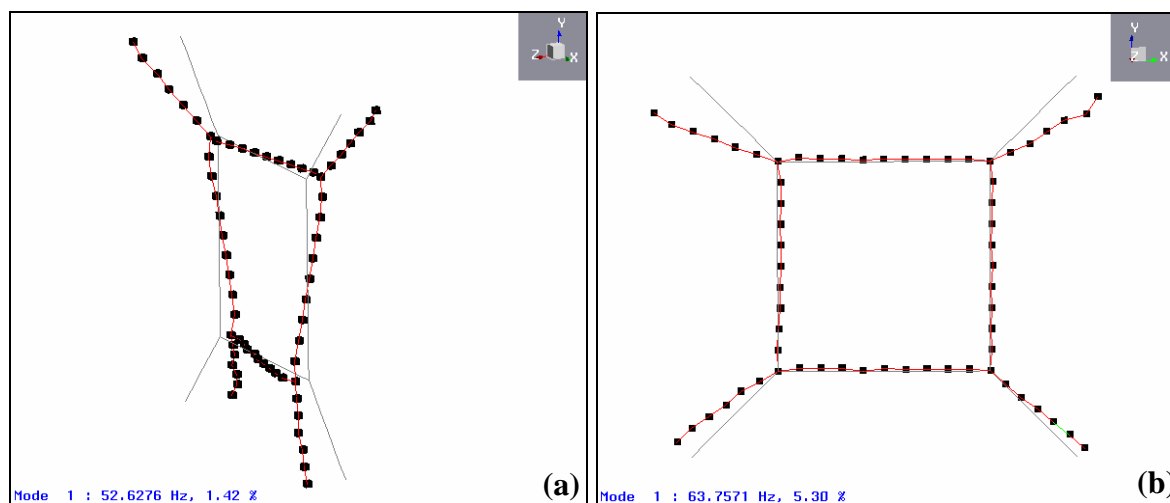 Y
Z X
Mode 1 : 52.6276 Hz, 1.42 %
(a)
Y
Z X
Mode 1 : 63.7571 Hz, 5.30 %
(b)